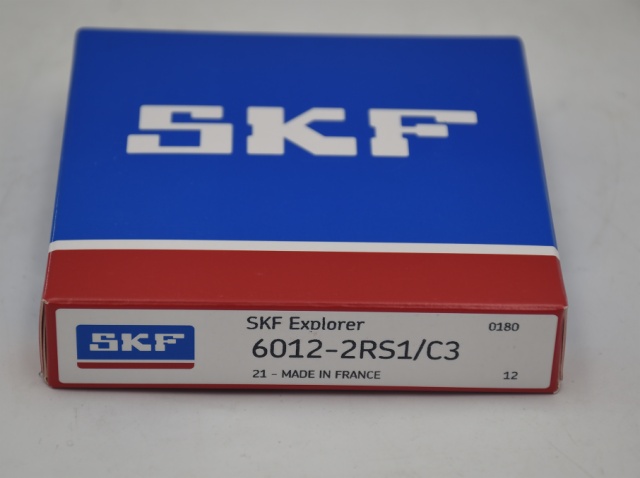 SKF
SKF
SKF Explorer
0180
6012-2RS1/C3
21 - MADE IN FRANCE
12